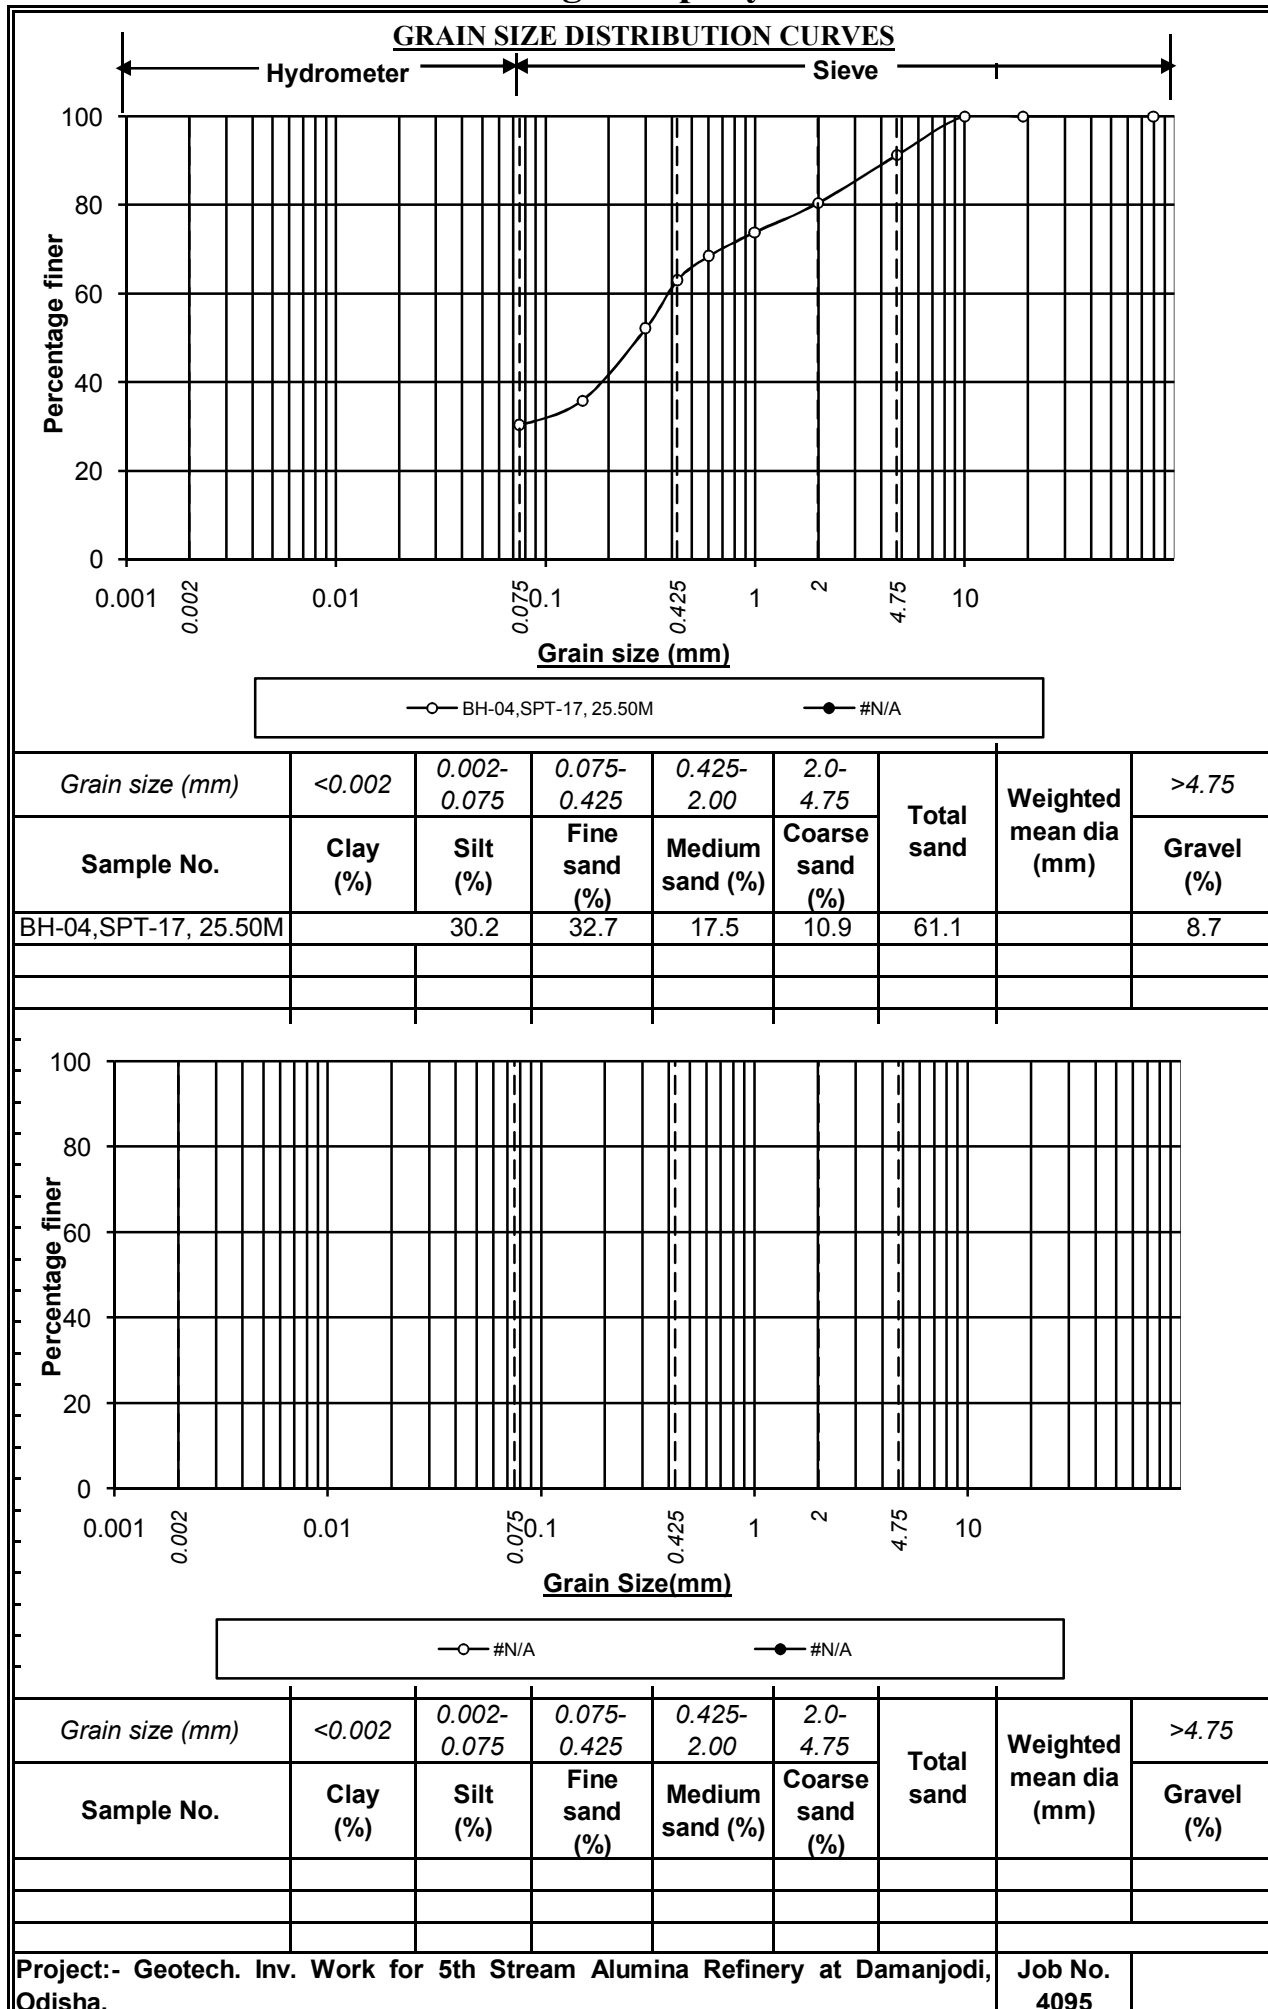 GRAIN SIZE DISTRIBUTION CURVES
Hydrometer Sieve
100
80
60
40
20
0
Percentage finer
0.001 0.002 0.01 0.075 0.1 0.425 1 2 4.75 10
Grain size (mm)
BH-04,SPT-17, 25.50M #N/A
Grain size (mm) <0.002 0.002-0.075 0.075-0.425 0.425-2.00 2.0-4.75 Total sand Weighted mean dia (mm) >4.75
Sample No. Clay (%) Silt (%) Fine sand (%) Medium sand (%) Coarse sand (%) Gravel (%)
BH-04,SPT-17, 25.50M 30.2 32.7 17.5 10.9 61.1 8.7
100
80
60
40
20
0
Percentage finer
0.001 0.002 0.01 0.075 0.1 0.425 1 2 4.75 10
Grain Size(mm)
#N/A #N/A
Grain size (mm) <0.002 0.002-0.075 0.075-0.425 0.425-2.00 2.0-4.75 Total sand Weighted mean dia (mm) >4.75
Sample No. Clay (%) Silt (%) Fine sand (%) Medium sand (%) Coarse sand (%) Gravel (%)
Project:- Geotech. Inv. Work for 5th Stream Alumina Refinery at Damanjodi, Job No.
Odisha. 4095